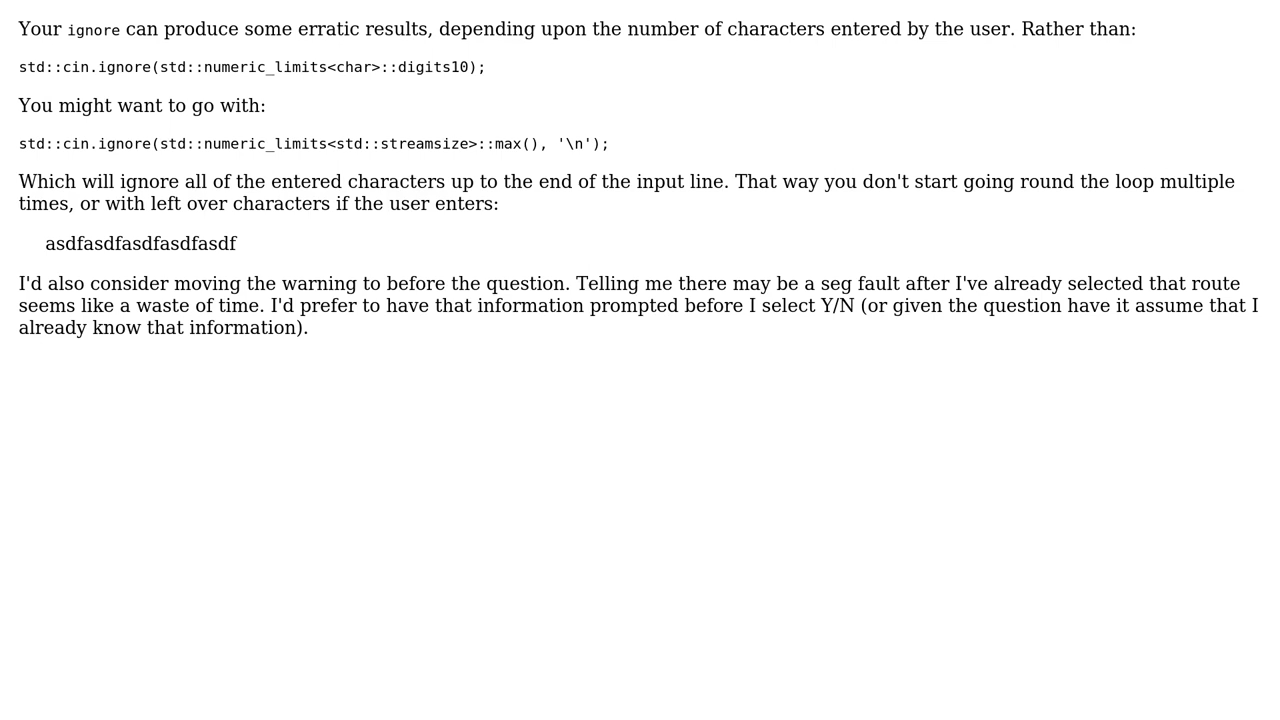 Your ignore can produce some erratic results, depending upon the number of characters entered by the user. Rather than:
std::cin.ignore(std::numeric_limits<char>::digits10);
You might want to go with:
std::cin.ignore(std::numeric_limits<std::streamsize>::max(), '\n');
Which will ignore all of the entered characters up to the end of the input line. That way you don't start going round the loop multiple
times, or with left over characters if the user enters:
asdfasdfasdfasdfasdf
I'd also consider moving the warning to before the question. Telling me there may be a seg fault after I've already selected that route
seems like a waste of time. I'd prefer to have that information prompted before I select Y/N (or given the question have it assume that I
already know that information).